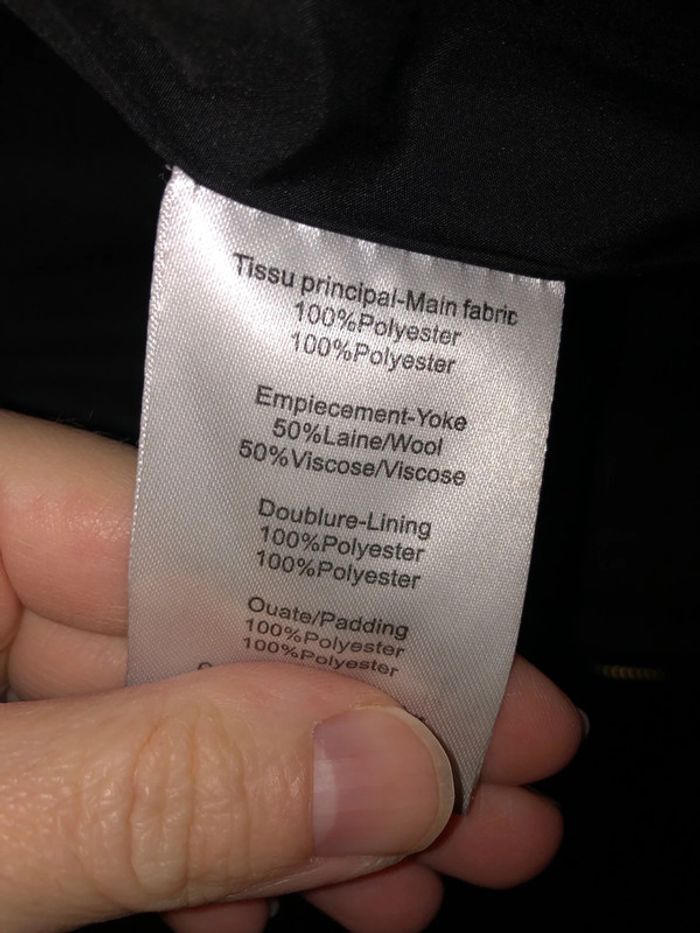 Tissu principal-Main fabric
100%Polyester
100%Polyester
Empiecement-Yoke
50%Laine/Wool
50%Viscose/Viscose
Doublure-Lining
100%Polyester
100%Polyester
Ouate/Padding
100%Polyester
100%Polyester